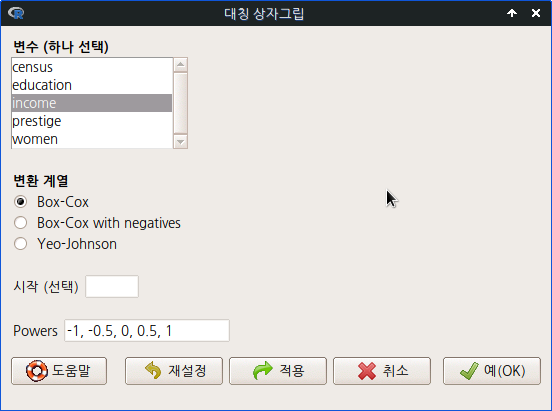 대칭 상자그림
변수 (하나 선택)
census
education
income
prestige
women
변환 계열
Box-Cox
Box-Cox with negatives
Yeo-Johnson
시작 (선택)
Powers -1, -0.5, 0, 0.5, 1
도움말 재설정 적용 취소 예(OK)